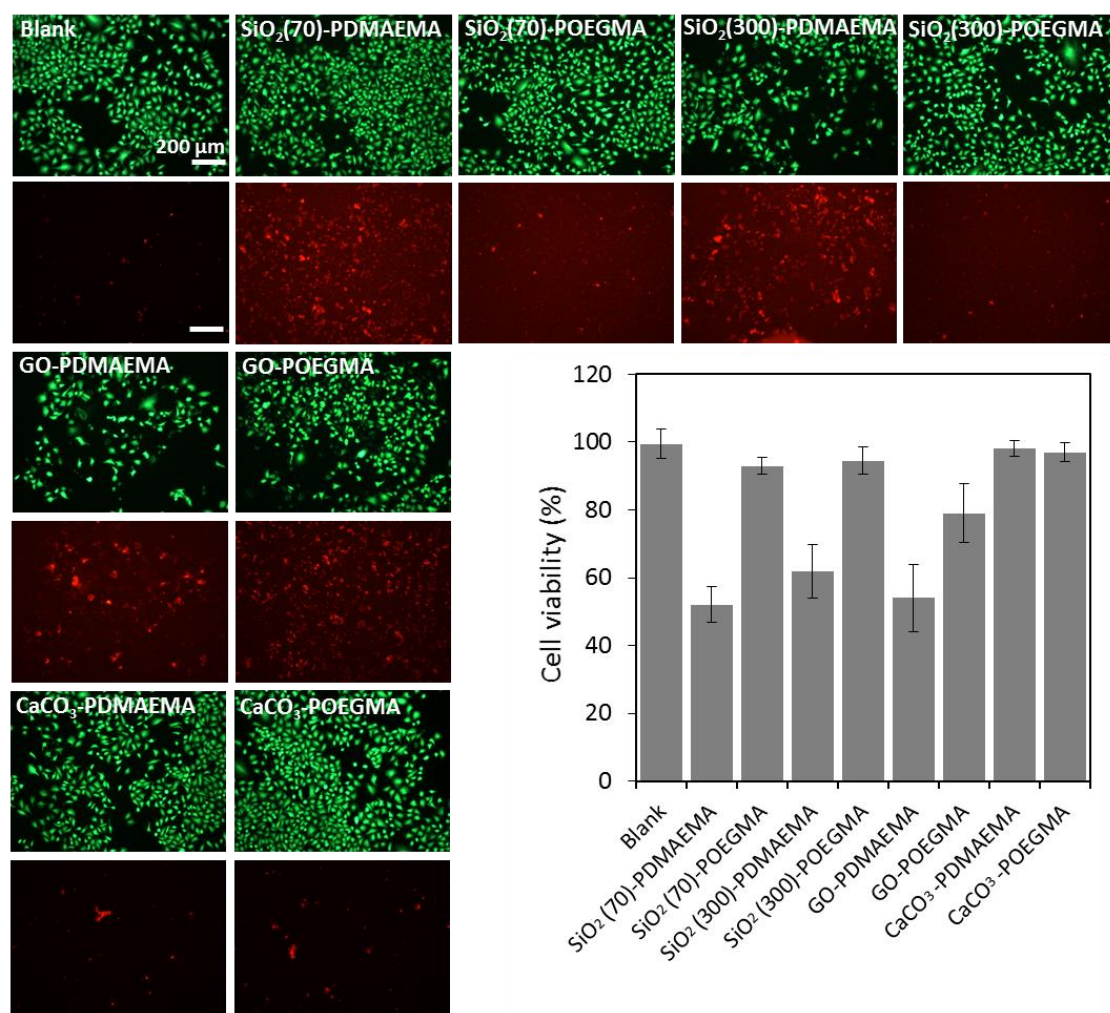 Blank
SiO₂(70)-PDMAEMA
SiO₂(70)-POEGMA
SiO₂(300)-PDMAEMA
SiO₂(300)-POEGMA
200 µm
GO-PDMAEMA
GO-POEGMA
CaCO₃-PDMAEMA
CaCO₃-POEGMA
Cell viability (%)
120
100
80
60
40
20
0
Blank
SiO₂ (70)-PDMAEMA
SiO₂ (70)-POEGMA
SiO₂ (300)-PDMAEMA
SiO₂ (300)-POEGMA
GO-PDMAEMA
GO-POEGMA
CaCO³ -PDMAEMA
CaCO³ -POEGMA